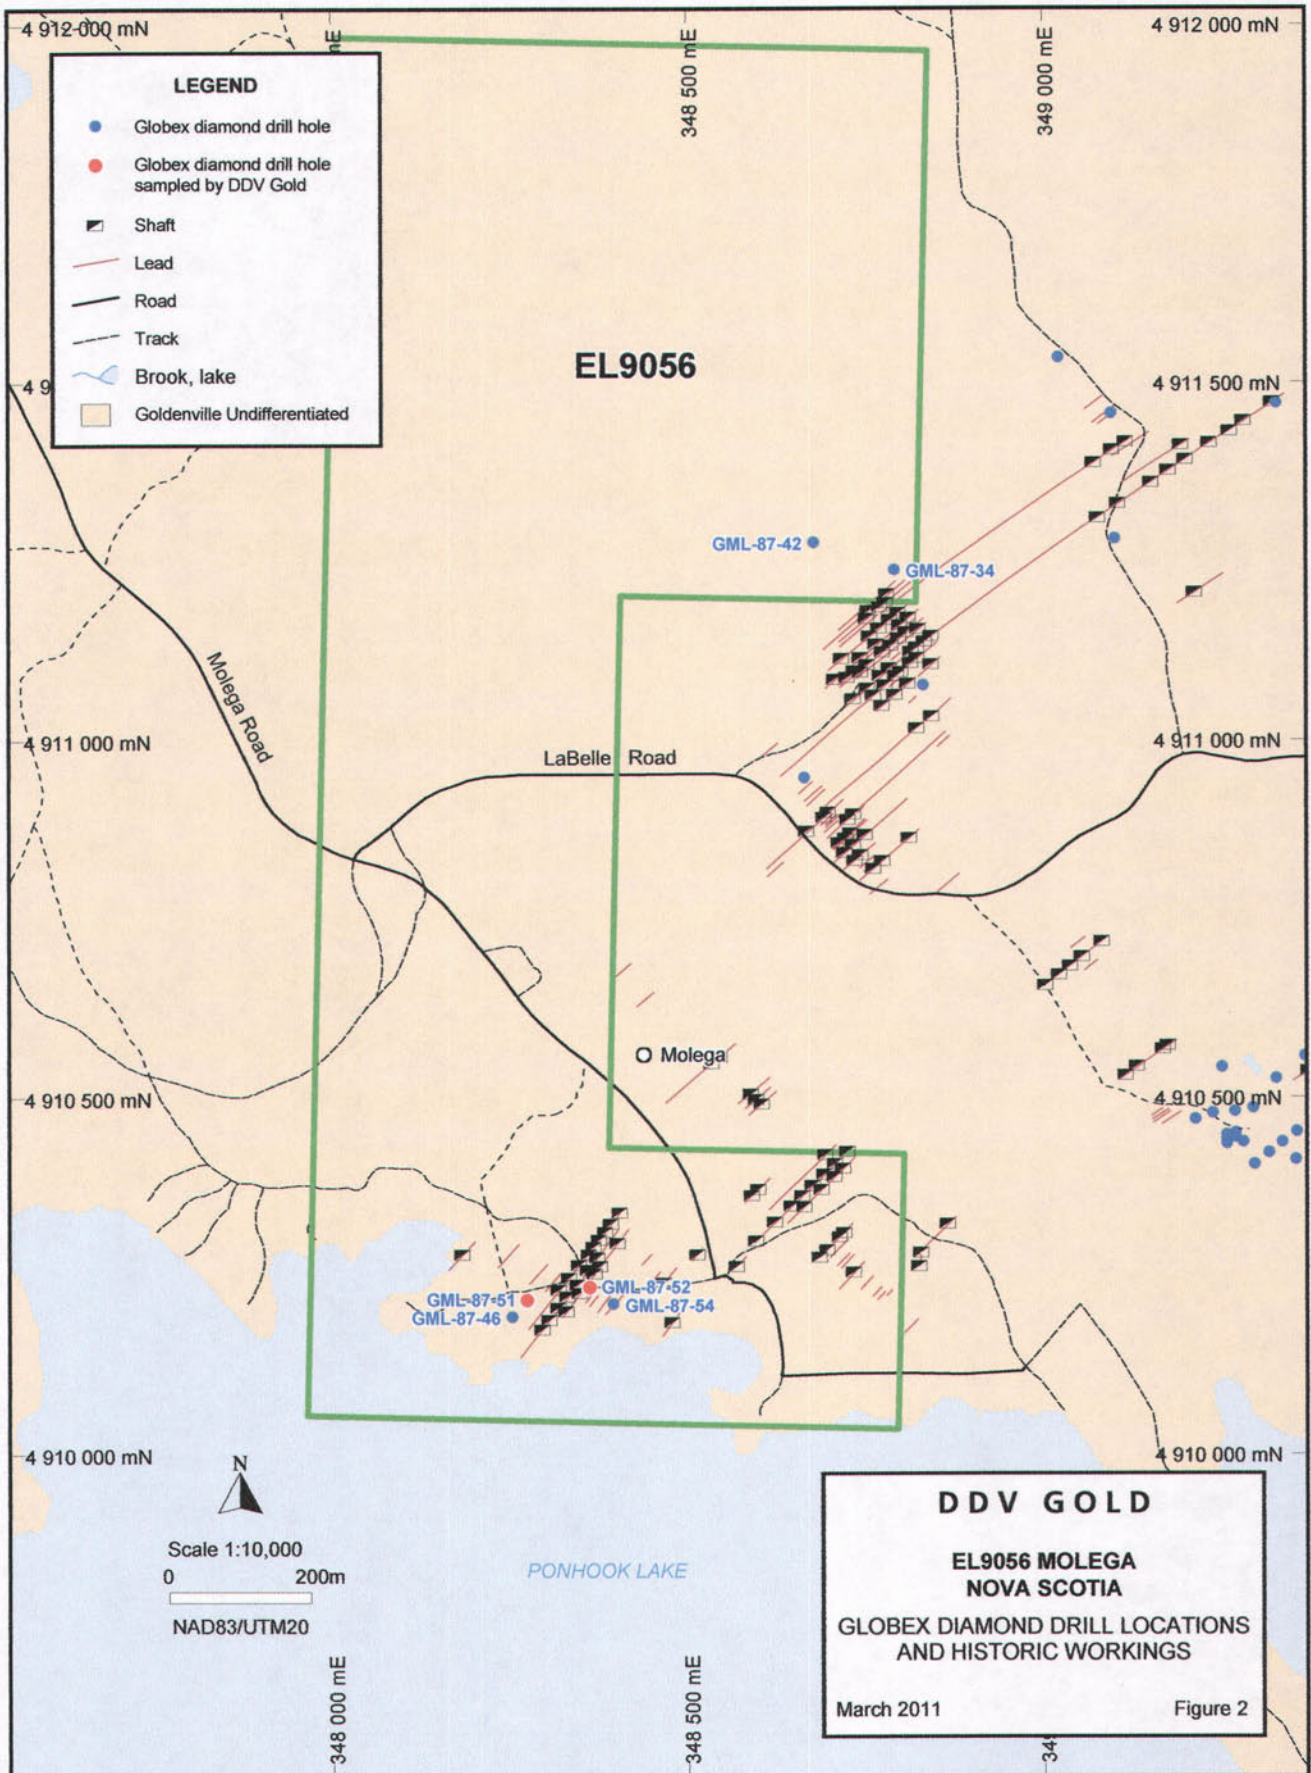 4 912 000 mN
mE
348 500 mE
349 000 mE
4 912 000 mN
LEGEND
Globex diamond drill hole
Globex diamond drill hole
sampled by DDV Gold
Shaft
Lead
Road
Track
Brook, lake
Goldenville Undifferentiated
EL9056
4 9
4 911 500 mN
GML-87-42
GML-87-34
Molega Road
4 911 000 mN
4 911 000 mN
LaBelle Road
Molega
4 910 500 mN
4 910 500 mN
GML-87-52
GML-87-51
GML-87-54
GML-87-46
4 910 000 mN
4 910 000 mN
N
Scale 1:10,000
0 200m
NAD83/UTM20
PONHOOK LAKE
DDV GOLD
EL9056 MOLEGA
NOVA SCOTIA
GLOBEX DIAMOND DRILL LOCATIONS
AND HISTORIC WORKINGS
March 2011 Figure 2
348 000 mE
348 500 mE
349